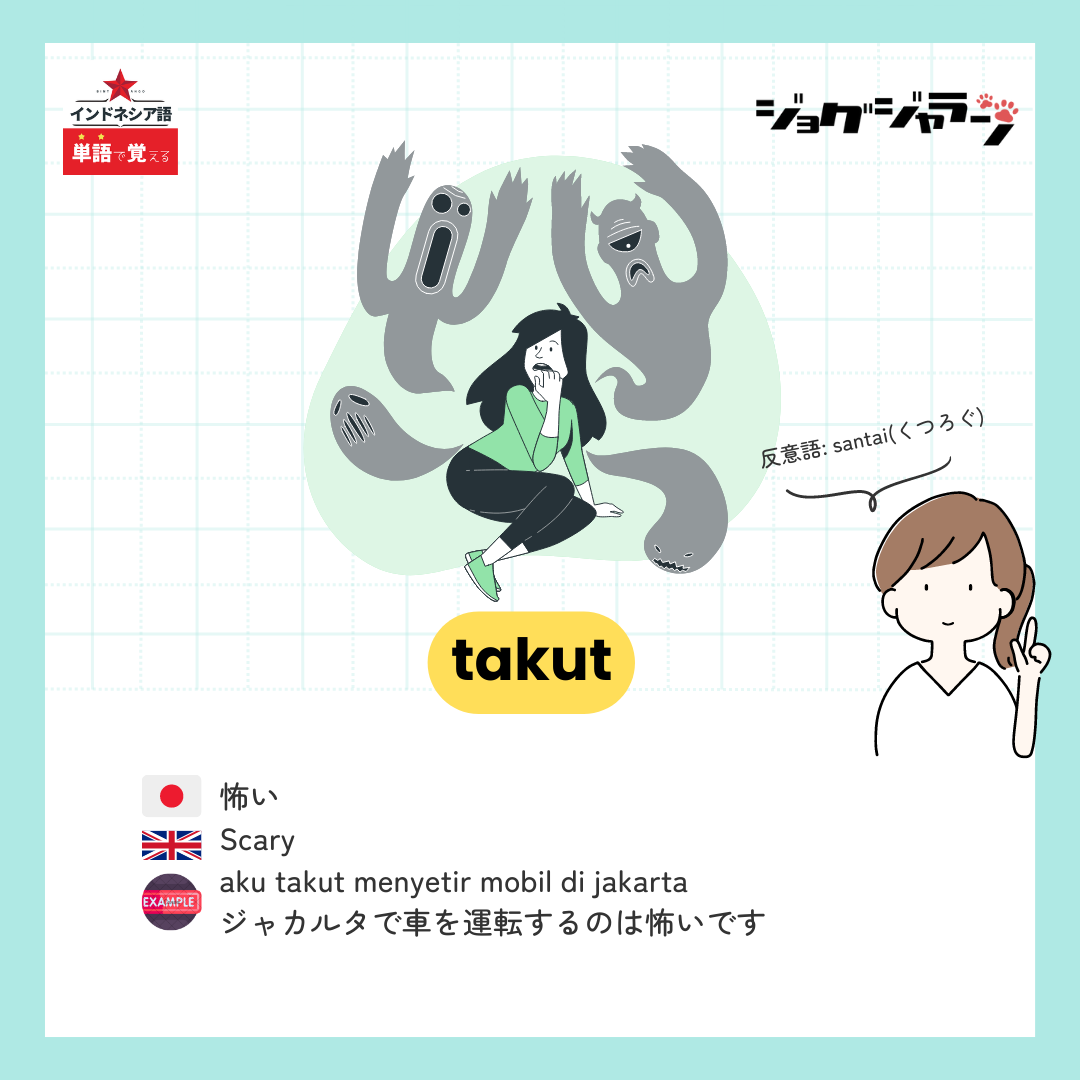 インドネシア語
単語で覚える
ジョグジャラーン
反意語: santai(くつろぐ)
takut
怖い
Scary
EXAMPLE
aku takut menyetir mobil di jakarta
ジャカルタで車を運転するのは怖いです